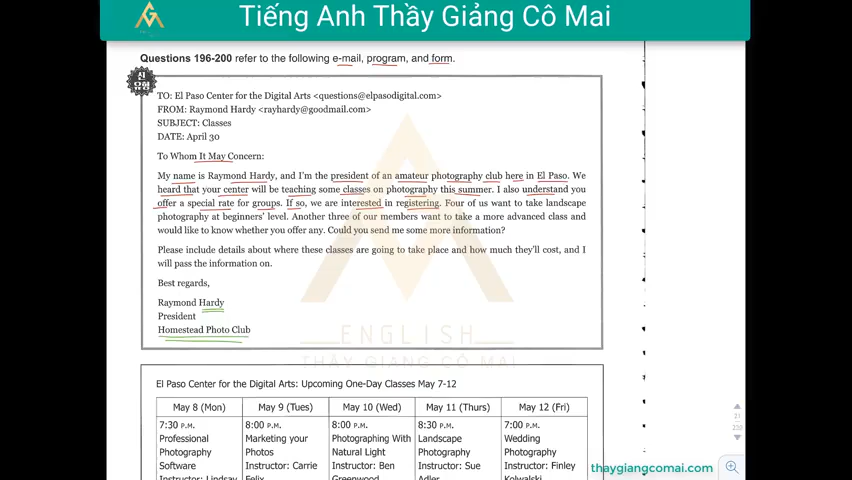 Tiếng Anh Thầy Giảng Cô Mai
Questions 196-200 refer to the following e-mail, program, and form.
TO: El Paso Center for the Digital Arts <questions@elpasodigital.com>
FROM: Raymond Hardy <rayhardy@goodmail.com>
SUBJECT: Classes
DATE: April 30
To Whom It May Concern:
My name is Raymond Hardy, and I'm the president of an amateur photography club here in El Paso. We
heard that your center will be teaching some classes on photography this summer. I also understand you
offer a special rate for groups. If so, we are interested in registering. Four of us want to take landscape
photography at beginners' level. Another three of our members want to take a more advanced class and
would like to know whether you offer any. Could you send me some more information?
Please include details about where these classes are going to take place and how much they'll cost, and I
will pass the information on.
Best regards,
Raymond Hardy
President
Homestead Photo Club
ENGLISH
THẦY GIẢNG CÔ MAI
El Paso Center for the Digital Arts: Upcoming One-Day Classes May 7-12
May 8 (Mon) May 9 (Tues) May 10 (Wed) May 11 (Thurs) May 12 (Fri)
7:30 P.M. 8:00 P.M. 8:00 P.M. 8:30 P.M. 7:00 P.M.
Professional Marketing your Photographing With Landscape Wedding
Photography Photos Natural Light Photography Photography
Software Instructor: Carrie Instructor: Ben Instructor: Sue Instructor: Finley
Instructor: Lindsay Felix Greenwood Adler Kolwalski
thaygiangcomai.com